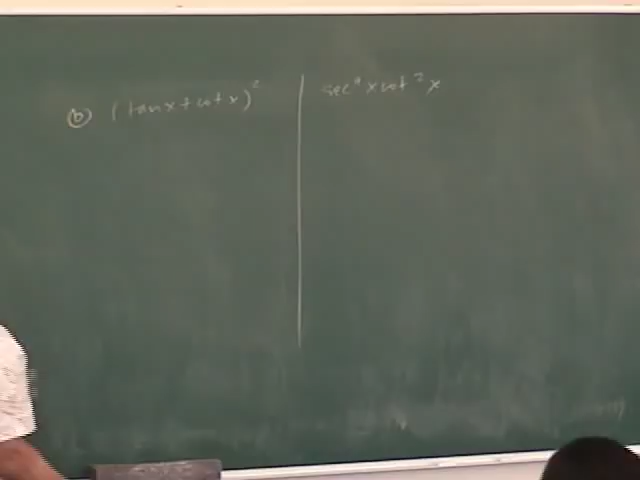 (b) (tan x + cot x)²
sec⁴ x cot² x